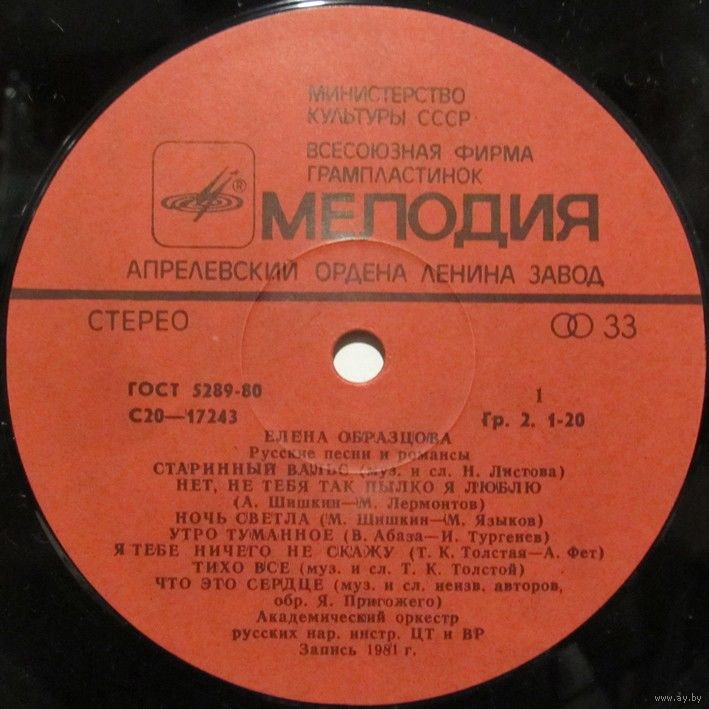 МИНИСТЕРСТВО
КУЛЬТУРЫ СССР
ВСЕСОЮЗНАЯ ФИРМА
ГРАМПЛАСТИНОК
®
МЕЛОДИЯ
АПРЕЛЕВСКИЙ ОРДЕНА ЛЕНИНА ЗАВОД
СТЕРЕО
33
ГОСТ 5289-80
С20—17243
1
Гр. 2. 1-20
ЕЛЕНА ОБРАЗЦОВА
Русские песни и романсы
СТАРИННЫЙ ВАЛЬС (муз. и сл. Н. Листова)
НЕТ, НЕ ТЕБЯ ТАК ПЫЛКО Я ЛЮБЛЮ
(А. Шишкин—М. Лермонтов)
НОЧЬ СВЕТЛА (М. Шишкин—М. Языков)
УТРО ТУМАННОЕ (В. Абаза—И. Тургенев)
Я ТЕБЕ НИЧЕГО НЕ СКАЖУ (Т. К. Толстая—А. Фет)
ТИХО ВСЕ (муз. и сл. Т. К. Толстой)
ЧТО ЭТО СЕРДЦЕ (муз. и сл. неизв. авторов,
обр. Я. Пригожего)
Академический оркестр
русских нар. инстр. ЦТ и ВР
Запись 1981 г.
www.ay.by